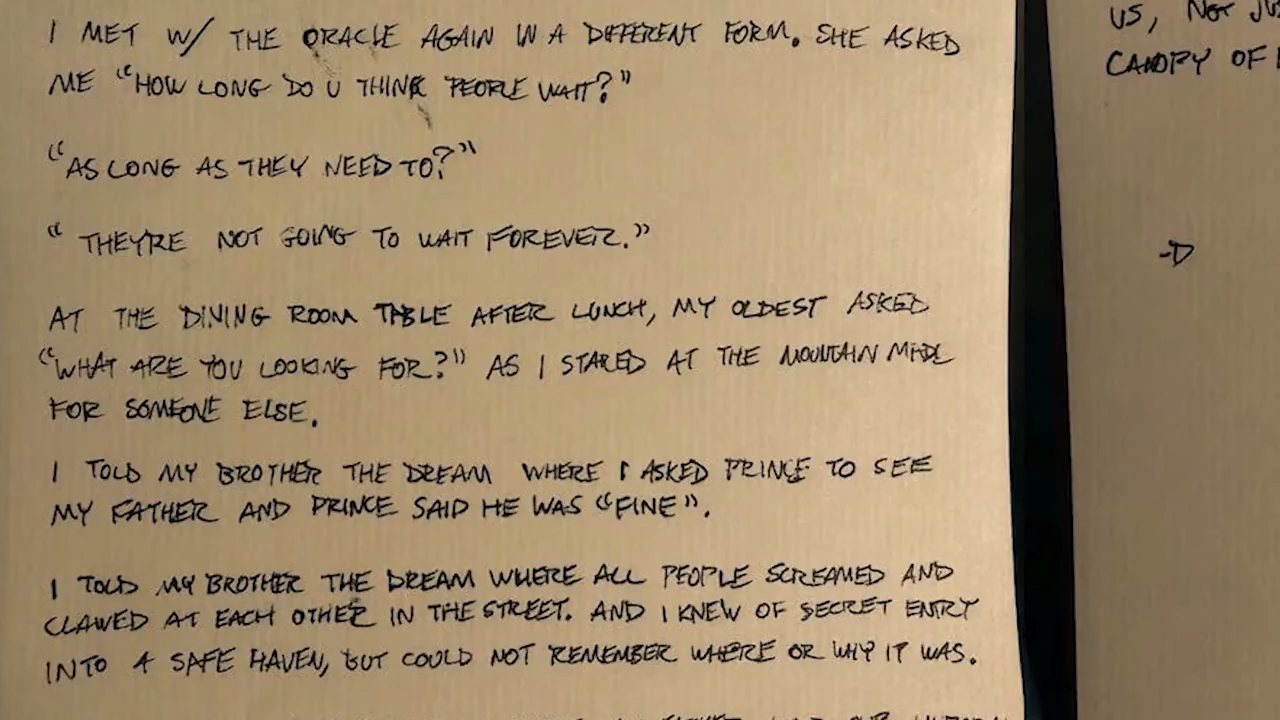 I MET W/ THE ORACLE AGAIN IN A DIFFERENT FORM. SHE ASKED
ME "HOW LONG DO U THINK PEOPLE WAIT?"
"AS LONG AS THEY NEED TO?"
"THEY'RE NOT GOING TO WAIT FOREVER."
AT THE DINING ROOM TABLE AFTER LUNCH, MY OLDEST ASKED
"WHAT ARE YOU LOOKING FOR?" AS I STARED AT THE MOUNTAIN MADE
FOR SOMEONE ELSE.
I TOLD MY BROTHER THE DREAM WHERE I ASKED PRINCE TO SEE
MY FATHER AND PRINCE SAID HE WAS "FINE".
I TOLD MY BROTHER THE DREAM WHERE ALL PEOPLE SCREAMED AND
CLAWED AT EACH OTHER IN THE STREET. AND I KNEW OF SECRET ENTRY
INTO A SAFE HAVEN, BUT COULD NOT REMEMBER WHERE OR WHY IT WAS.
US, NOT
CANOPY OF
-D